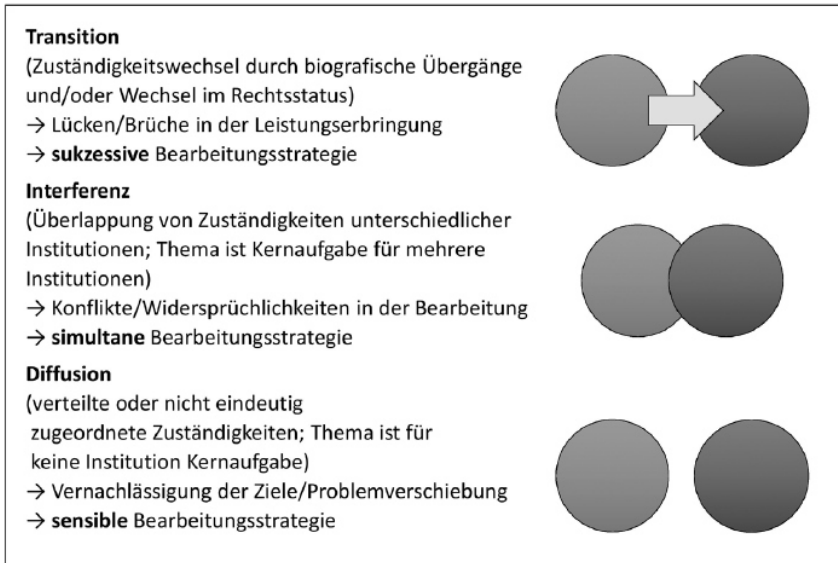 Transition
(Zuständigkeitswechsel durch biografische Übergänge
und/oder Wechsel im Rechtsstatus)
→ Lücken/Brüche in der Leistungserbringung
→ sukzessive Bearbeitungsstrategie
Interferenz
(Überlappung von Zuständigkeiten unterschiedlicher
Institutionen; Thema ist Kernaufgabe für mehrere
Institutionen)
→ Konflikte/Widersprüchlichkeiten in der Bearbeitung
→ simultane Bearbeitungsstrategie
Diffusion
(verteilte oder nicht eindeutig
zugeordnete Zuständigkeiten; Thema ist für
keine Institution Kernaufgabe)
→ Vernachlässigung der Ziele/Problemverschiebung
→ sensible Bearbeitungsstrategie